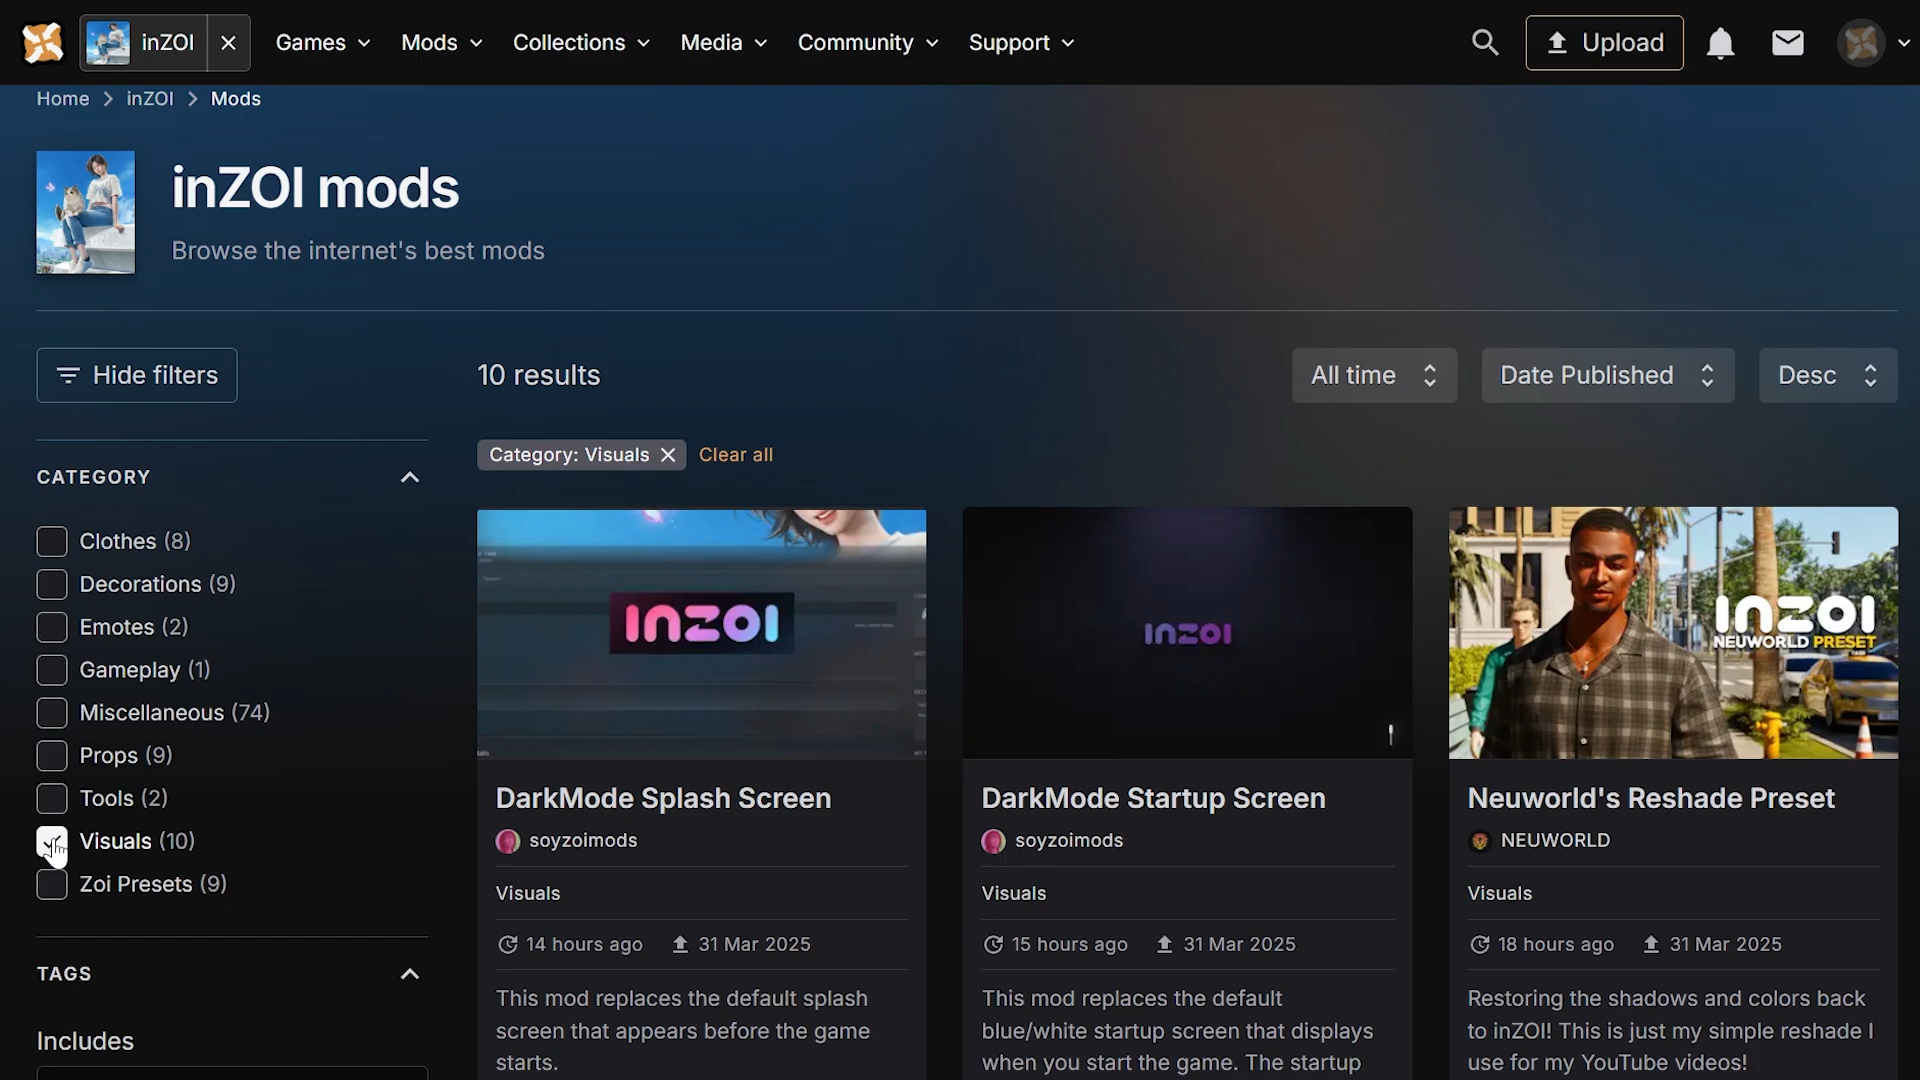 inZOI
Games
Mods
Collections
Media
Community
Support
Upload
Home
inZOI
Mods
inZOI mods
Browse the internet's best mods
Hide filters
10 results
All time
Date Published
Desc
Category: Visuals
Clear all
CATEGORY
Clothes (8)
Decorations (9)
Emotes (2)
Gameplay (1)
Miscellaneous (74)
Props (9)
Tools (2)
Visuals (10)
Zoi Presets (9)
TAGS
Includes
INZOI
DarkMode Splash Screen
soyzoimods
Visuals
14 hours ago
31 Mar 2025
This mod replaces the default splash
screen that appears before the game
starts.
INZOI
DarkMode Startup Screen
soyzoimods
Visuals
15 hours ago
31 Mar 2025
This mod replaces the default
blue/white startup screen that displays
when you start the game. The startup
INZOI
NEUWORLD PRESET
Neuworld's Reshade Preset
NEUWORLD
Visuals
18 hours ago
31 Mar 2025
Restoring the shadows and colors back
to inZOI! This is just my simple reshade I
use for my YouTube videos!